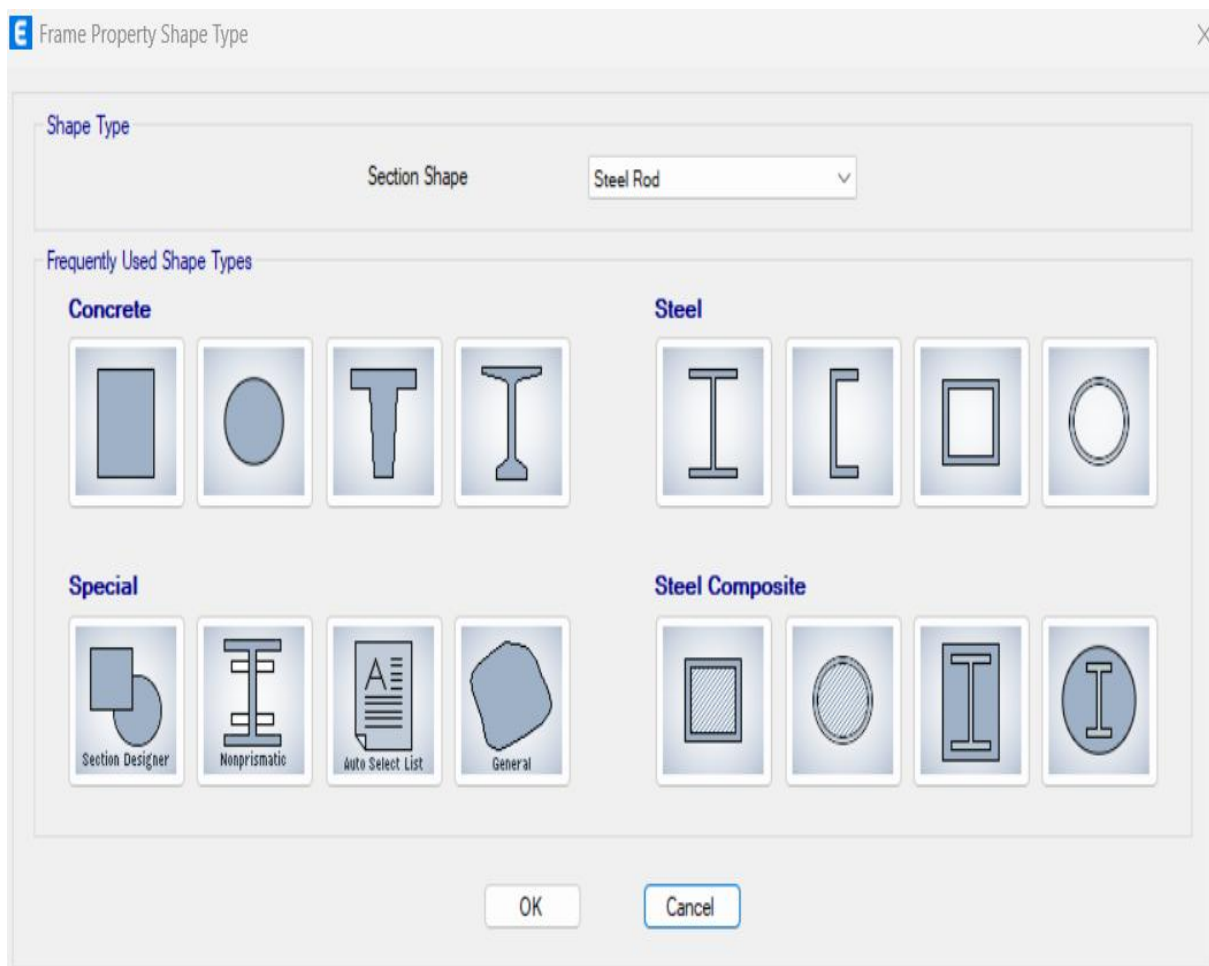 E Frame Property Shape Type
Shape Type
Section Shape Steel Rod
Frequently Used Shape Types
Concrete
Steel
Special
Steel Composite
Section Designer
Nonprismatic
A
Auto Select List
General
OK
Cancel